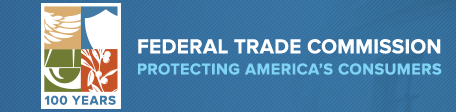 FEDERAL TRADE COMMISSION
PROTECTING AMERICA'S CONSUMERS
100 YEARS